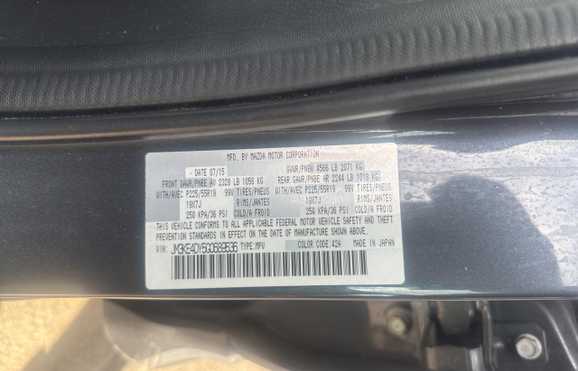 MFD BY MAZDA MOTOR CORPORATION
DATE 07/15 GVWR/PNBV 4566 LB 2071 KG
FRONT GAWR/PNBE AV 2328 LB 1056 KG REAR GAWR/PNBE AR 2244 LB 1018 KG
WITH/AVEC P225/55R19 99V TIRES/PNEUS WITH/AVEC P225/55R19 99V TIRES/PNEUS
19X7J RIMS/JANTES 19X7J RIMS/JANTES
250 KPA/36 PSI COLD/A FROID 250 KPA/36 PSI COLD/A FROID
THIS VEHICLE CONFORMS TO ALL APPLICABLE FEDERAL MOTOR VEHICLE SAFETY AND THEFT
PREVENTION STANDARDS IN EFFECT ON THE DATE OF MANUFACTURE SHOWN ABOVE.
TYPE:MPV COLOR CODE 42A MADE IN JAPAN